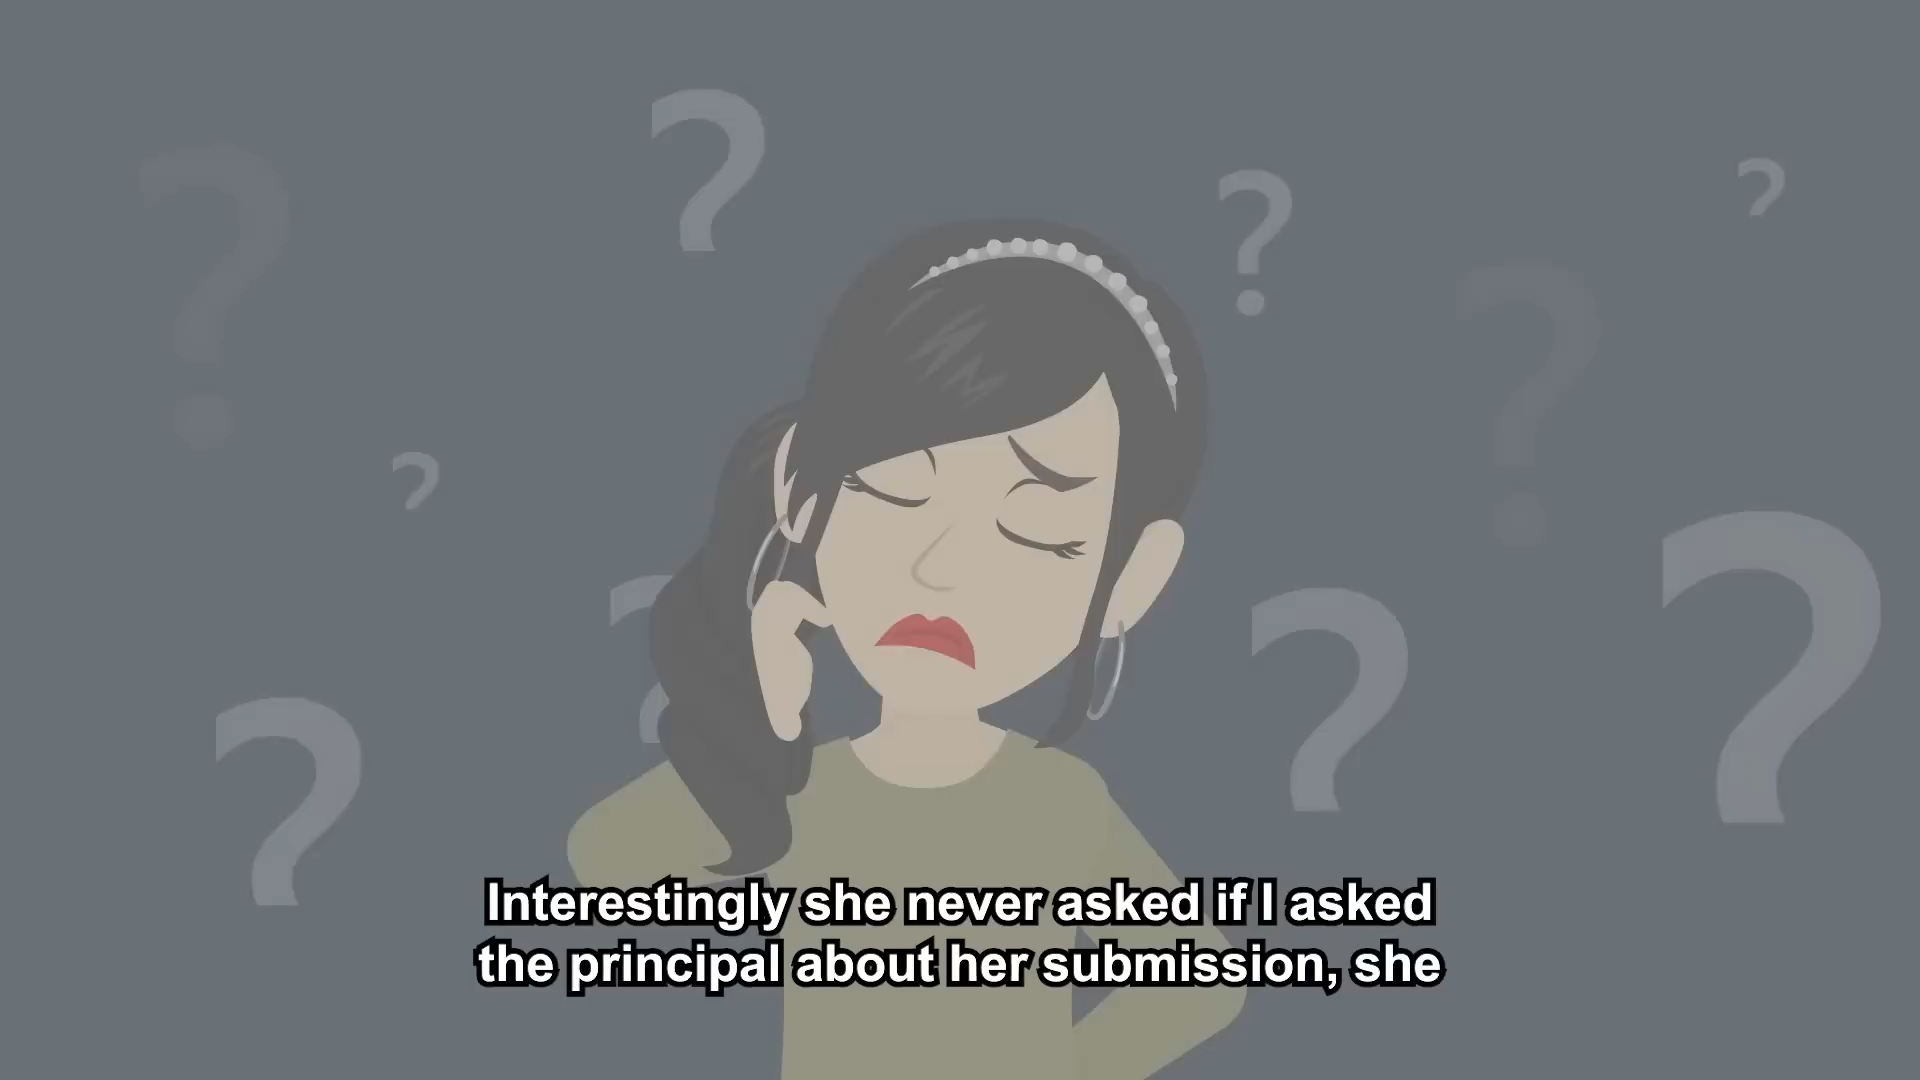 Interestingly she never asked if I asked
the principal about her submission, she